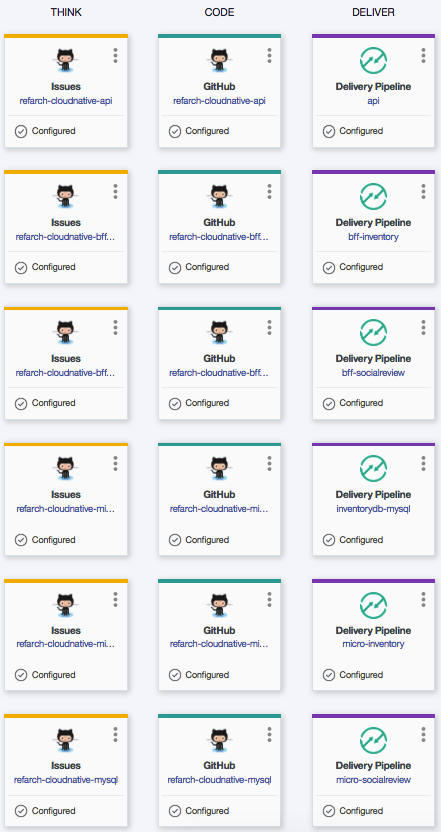 THINK CODE DELIVER
Issues GitHub Delivery Pipeline
refarch-cloudnative-api refarch-cloudnative-api api
Configured Configured Configured
Issues GitHub Delivery Pipeline
refarch-cloudnative-bff... refarch-cloudnative-bff... bff-inventory
Configured Configured Configured
Issues GitHub Delivery Pipeline
refarch-cloudnative-bff... refarch-cloudnative-bff... bff-socialreview
Configured Configured Configured
Issues GitHub Delivery Pipeline
refarch-cloudnative-mi... refarch-cloudnative-mi... inventorydb-mysql
Configured Configured Configured
Issues GitHub Delivery Pipeline
refarch-cloudnative-mi... refarch-cloudnative-mi... micro-inventory
Configured Configured Configured
Issues GitHub Delivery Pipeline
refarch-cloudnative-mysql refarch-cloudnative-mysql micro-socialreview
Configured Configured Configured